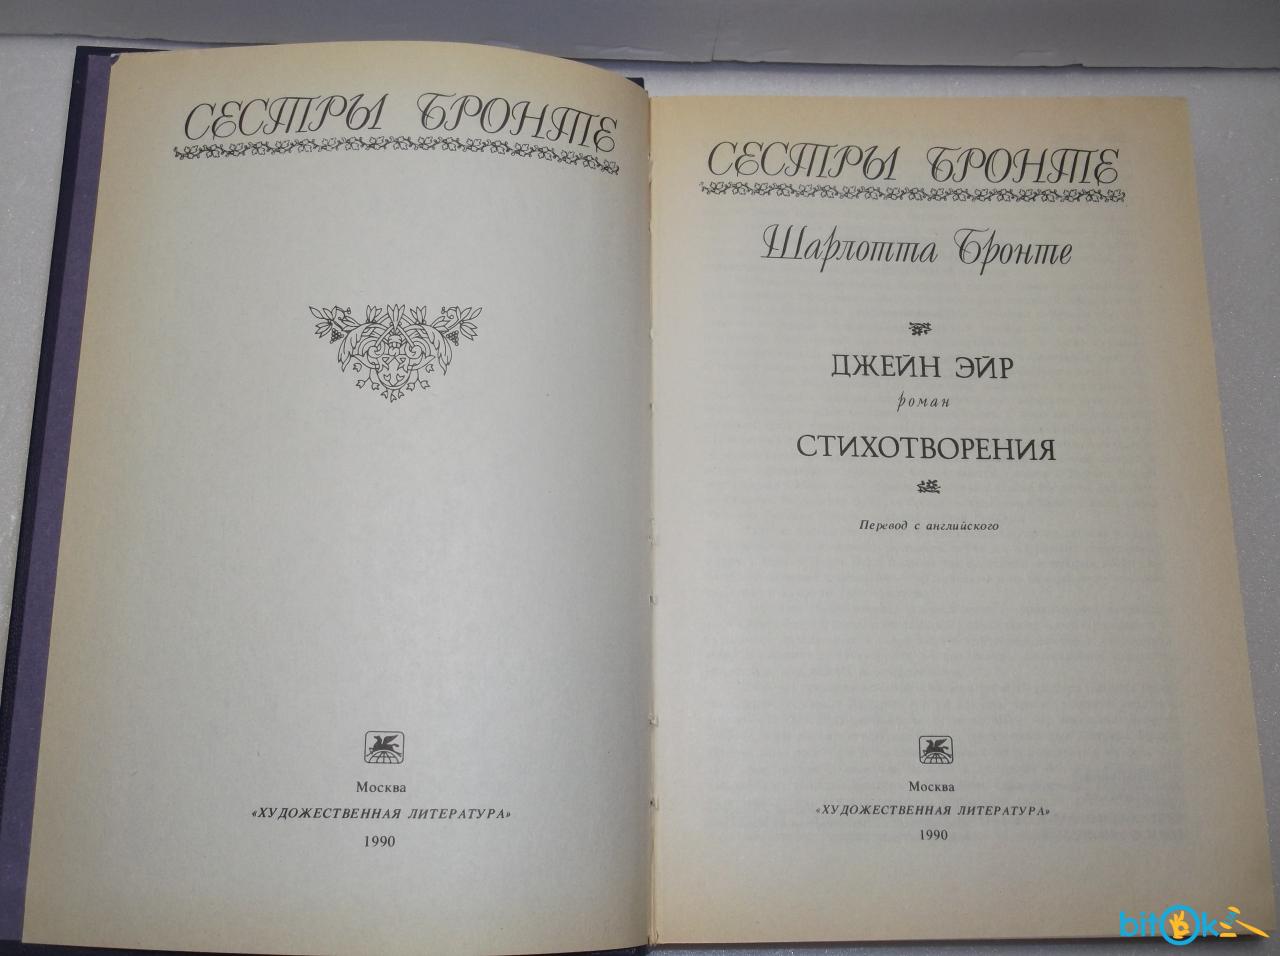 СЕСТРЫ БРОНТЕ
Москва
«ХУДОЖЕСТВЕННАЯ ЛИТЕРАТУРА»
1990
СЕСТРЫ БРОНТЕ
Шарлотта Бронте
ДЖЕЙН ЭЙР
роман
СТИХОТВОРЕНИЯ
Перевод с английского
Москва
«ХУДОЖЕСТВЕННАЯ ЛИТЕРАТУРА»
1990
bitOk